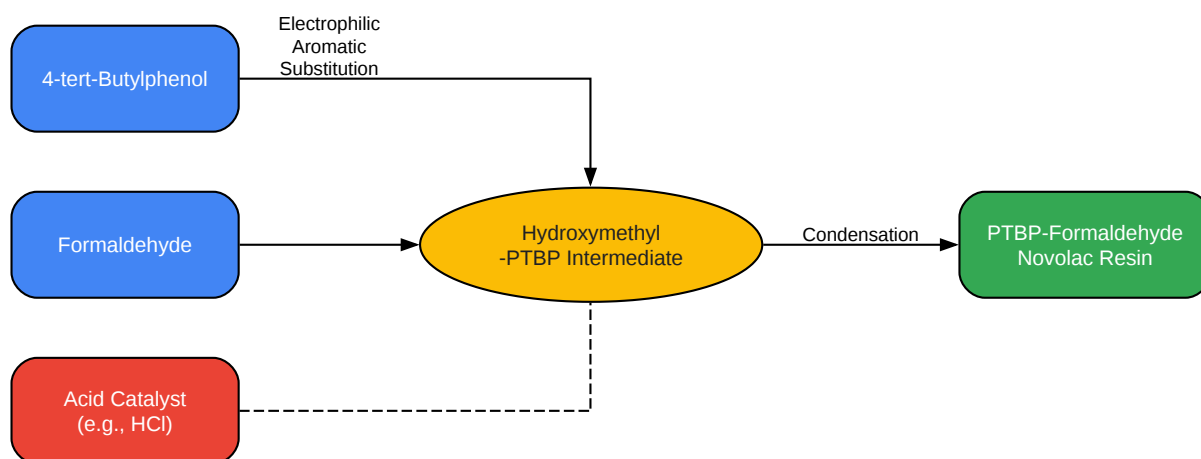 Electrophilic
Aromatic
Substitution
4-tert-Butylphenol
Formaldehyde
Hydroxymethyl
-PTBP Intermediate
Condensation
PTBP-Formaldehyde
Novolac Resin
Acid Catalyst
(e.g., HCl)